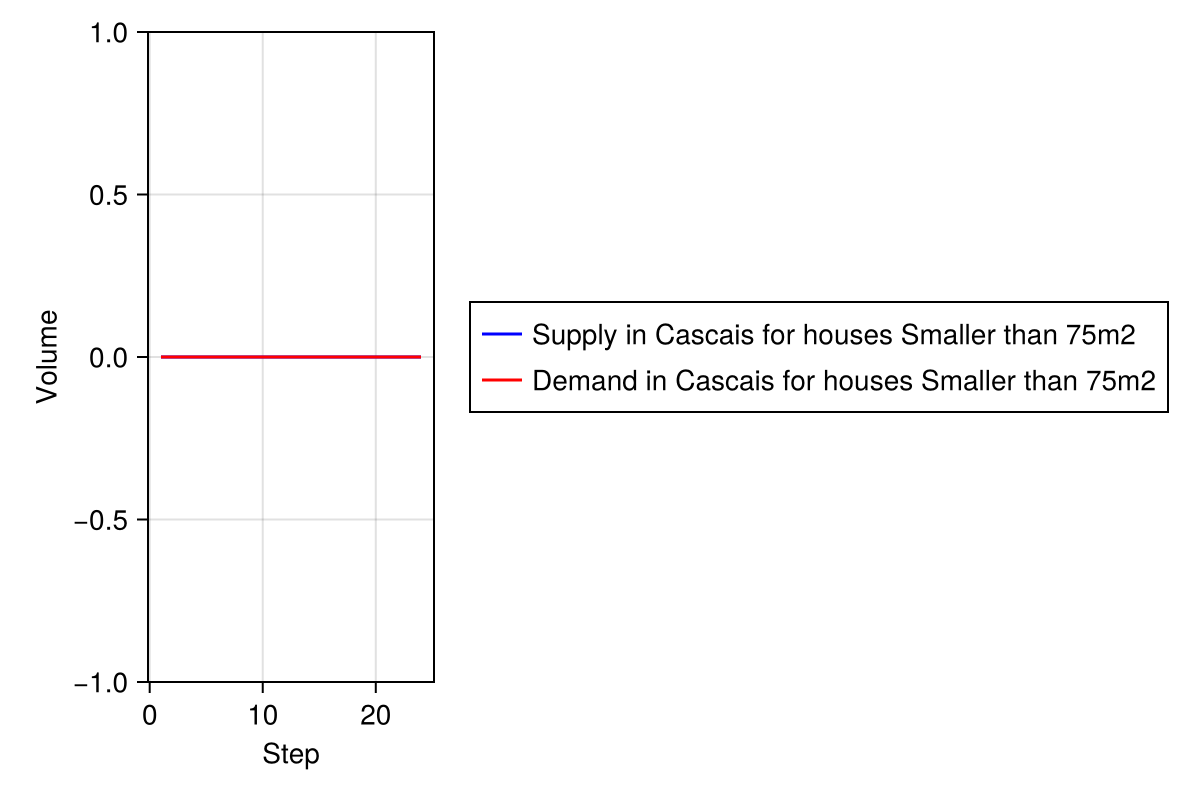 1.0
0.5
0.0
−0.5
−1.0
Volume
0 10 20
Step
Supply in Cascais for houses Smaller than 75m2
Demand in Cascais for houses Smaller than 75m2